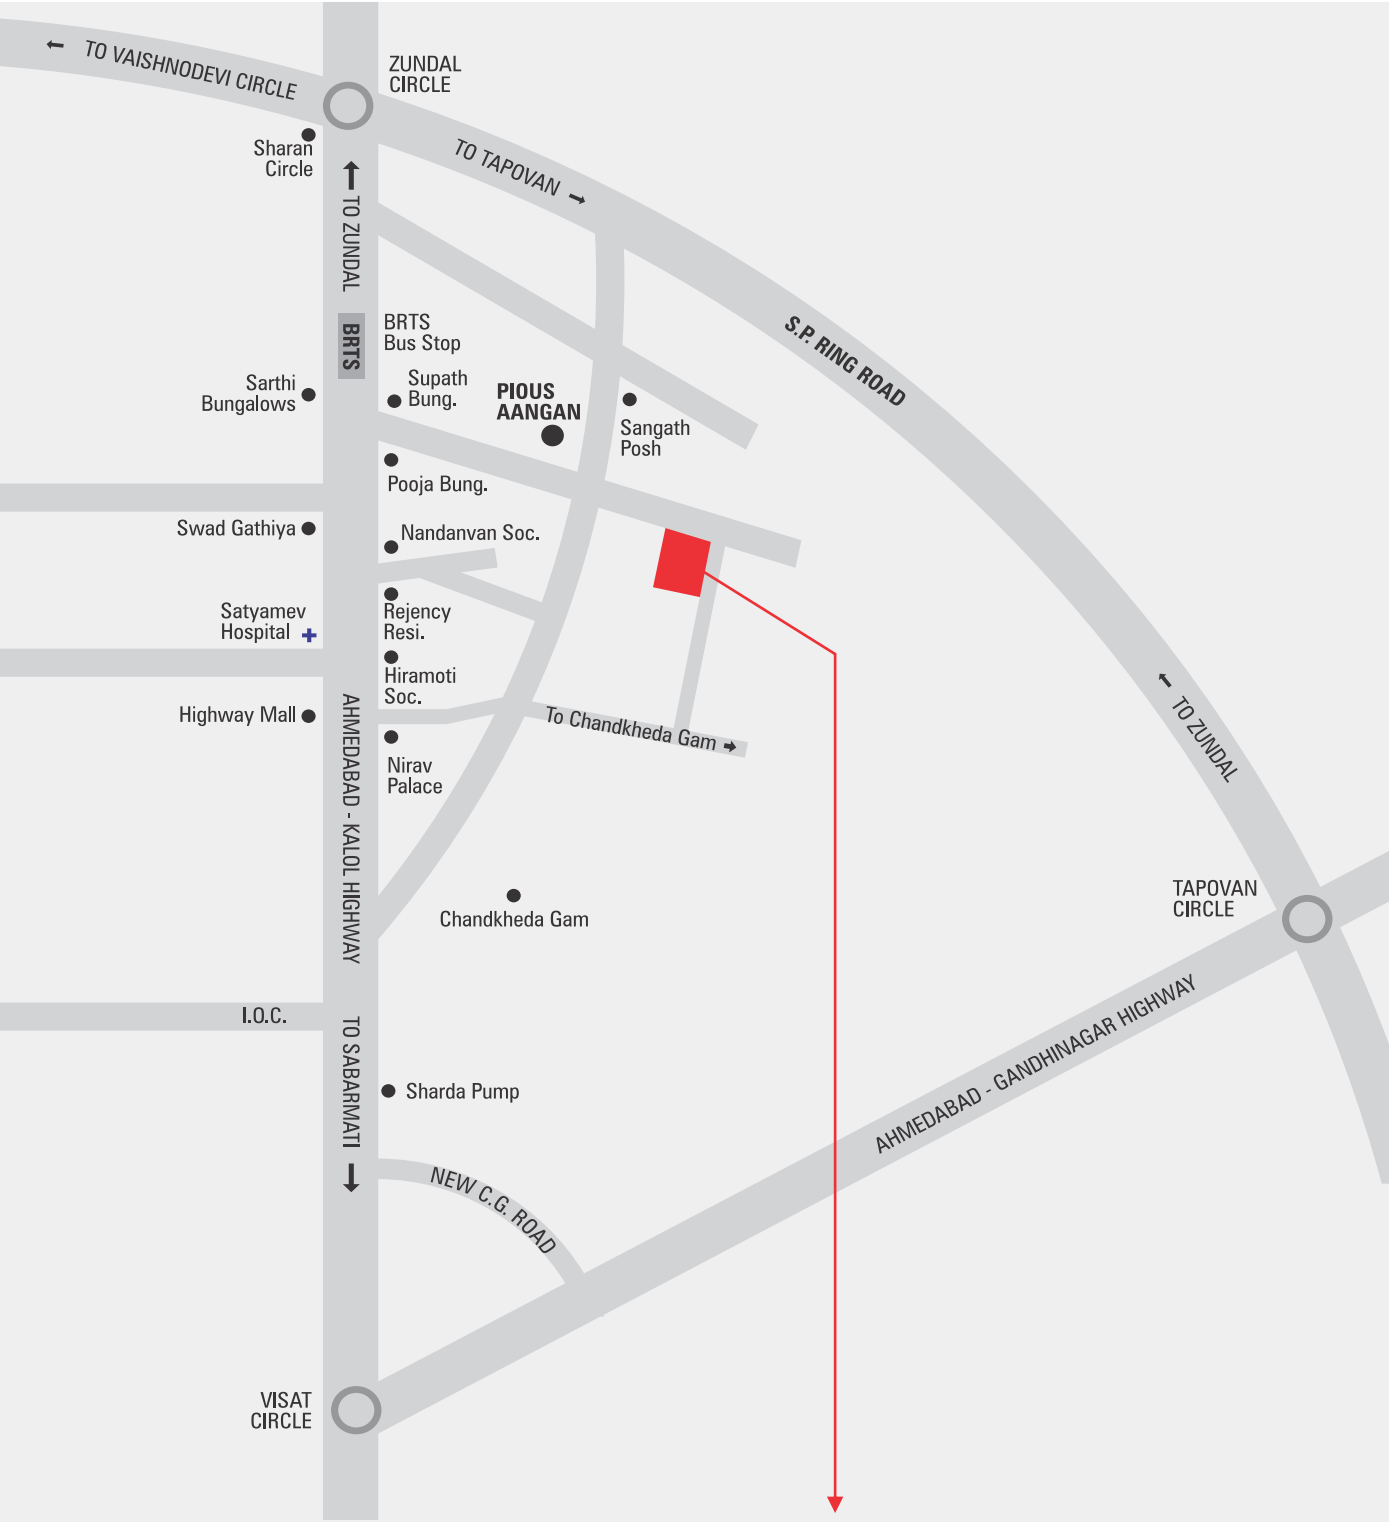 ZUNDAL
CIRCLE
← TO VAISHNODEVI CIRCLE
Sharan
Circle
TO TAPOVAN →
TO ZUNDAL
BRTS
BRTS
Bus Stop
S.P. RING ROAD
Sarthi
Bungalows
Supath
Bung.
PIOUS
AANGAN
Sangath
Posh
Pooja Bung.
Swad Gathiya
Nandanvan Soc.
Satyamev
Hospital
Rejency
Resi.
Hiramoti
Soc.
Highway Mall
To Chandkheda Gam
← TO ZUNDAL
Nirav
Palace
AHMEDABAD - KALOL HIGHWAY
TAPOVAN
CIRCLE
Chandkheda Gam
I.O.C.
TO SABARMATI
AHMEDABAD - GANDHINAGAR HIGHWAY
Sharda Pump
NEW C.G. ROAD
VISAT
CIRCLE